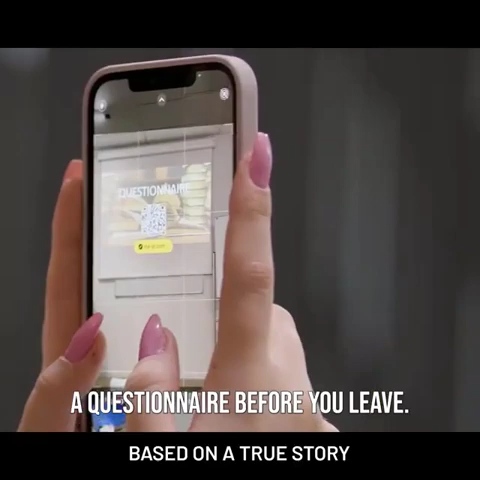 QUESTIONNAIRE
A QUESTIONNAIRE BEFORE YOU LEAVE.
BASED ON A TRUE STORY